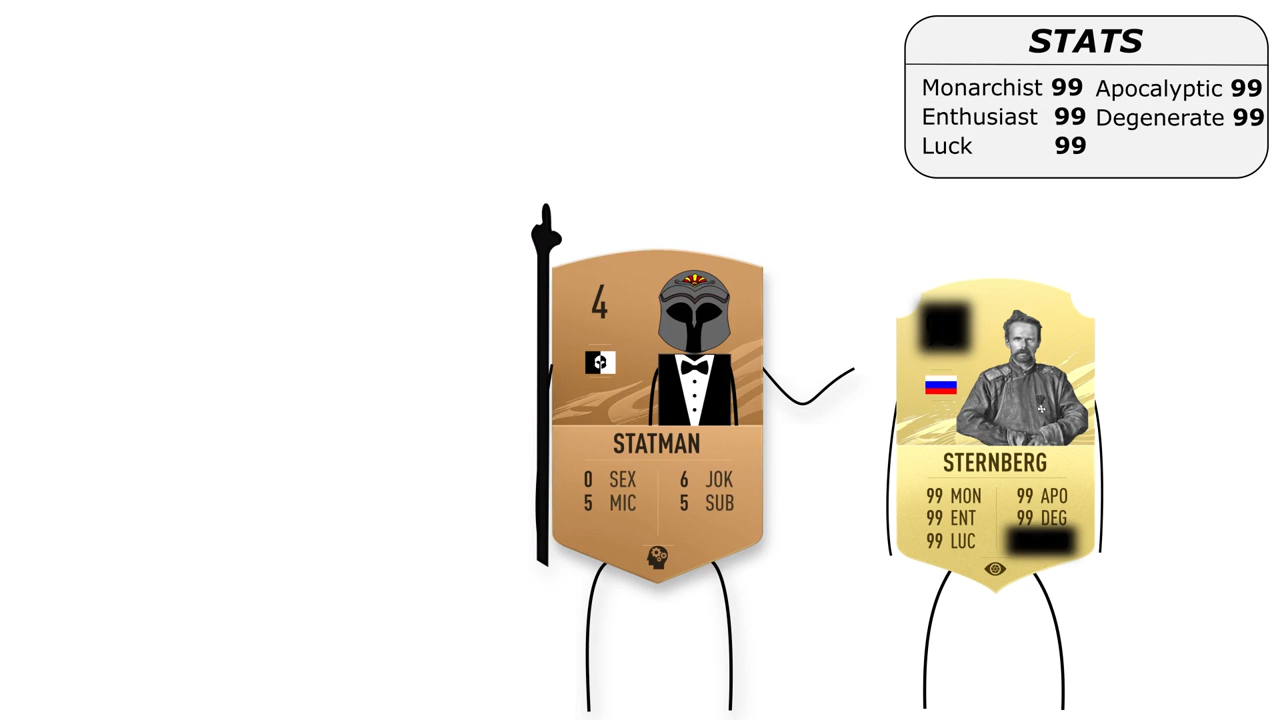 STATS
Monarchist 99 Apocalyptic 99
Enthusiast 99 Degenerate 99
Luck 99
4
STATMAN
0 SEX 6 JOK
5 MIC 5 SUB
STERNBERG
99 MON 99 APO
99 ENT 99 DEG
99 LUC